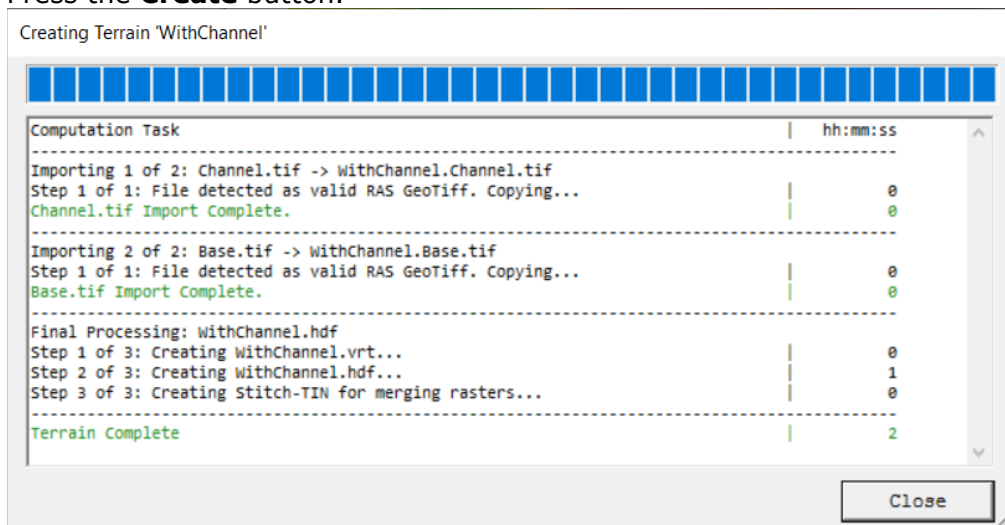 Press the Create button.
Creating Terrain 'WithChannel'
Computation Task | hh:mm:ss
Importing 1 of 2: Channel.tif -> WithChannel.Channel.tif
Step 1 of 1: File detected as valid RAS GeoTiff. Copying... | 0
Channel.tif Import Complete. | 0
Importing 2 of 2: Base.tif -> WithChannel.Base.tif
Step 1 of 1: File detected as valid RAS GeoTiff. Copying... | 0
Base.tif Import Complete. | 0
Final Processing: WithChannel.hdf
Step 1 of 3: Creating WithChannel.vrt... | 0
Step 2 of 3: Creating WithChannel.hdf... | 1
Step 3 of 3: Creating Stitch-TIN for merging rasters... | 0
Terrain Complete | 2
Close